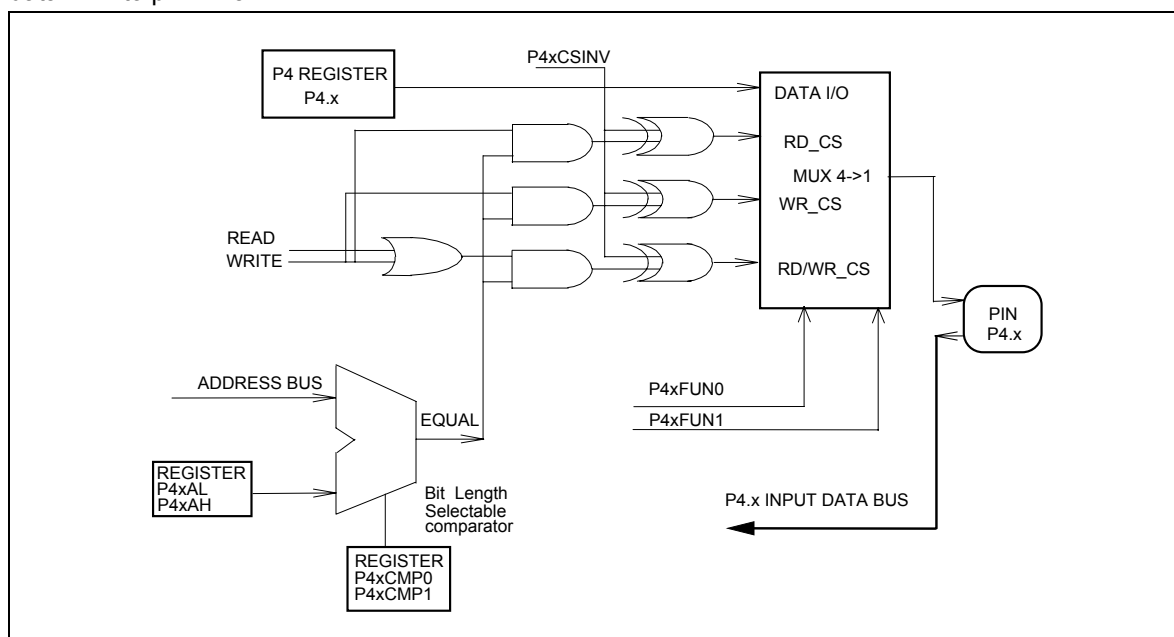 P4xCSINV
P4 REGISTER
P4.x
DATA I/O
RD_CS
MUX 4->1
WR_CS
READ
WRITE
RD/WR_CS
PIN
P4.x
ADDRESS BUS
P4xFUN0
P4xFUN1
EQUAL
REGISTER
P4xAL
P4xAH
Bit Length
Selectable
comparator
P4.x INPUT DATA BUS
REGISTER
P4xCMP0
P4xCMP1